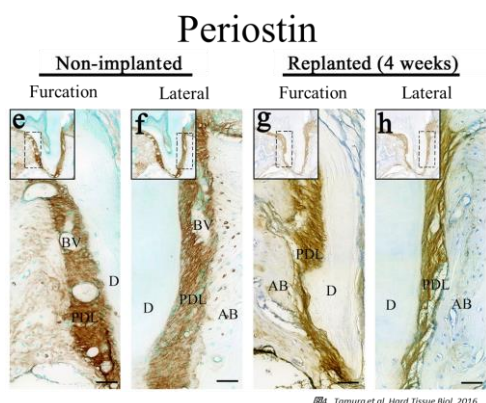 Periostin
Non-implanted
Replanted (4 weeks)
Furcation
Lateral
Furcation
Lateral
e
f
g
h
BV
D
PDL
BV
D
PDL
AB
PDL
AB
D
D
PDL
AB
Tamura et al, Hard Tissue Biol, 2016